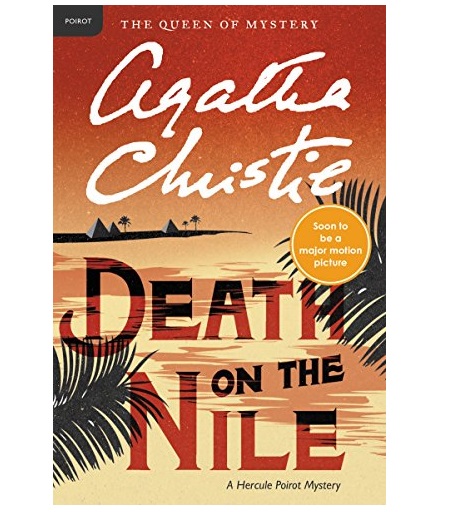 POIROT
THE QUEEN OF MYSTERY
Agatha
Christie
Soon to
be a
major motion
picture
DEATH
ON THE
NILE
A Hercule Poirot Mystery